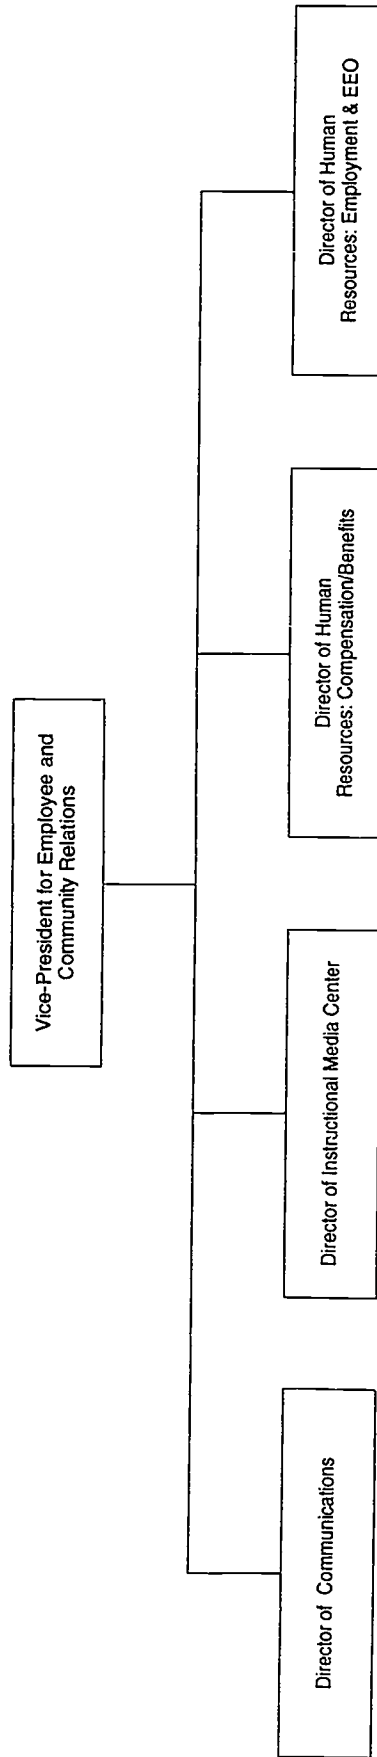 Vice-President for Employee and
Community Relations
Director of Communications
Director of Instructional Media Center
Director of Human
Resources: Compensation/Benefits
Director of Human
Resources: Employment & EEO